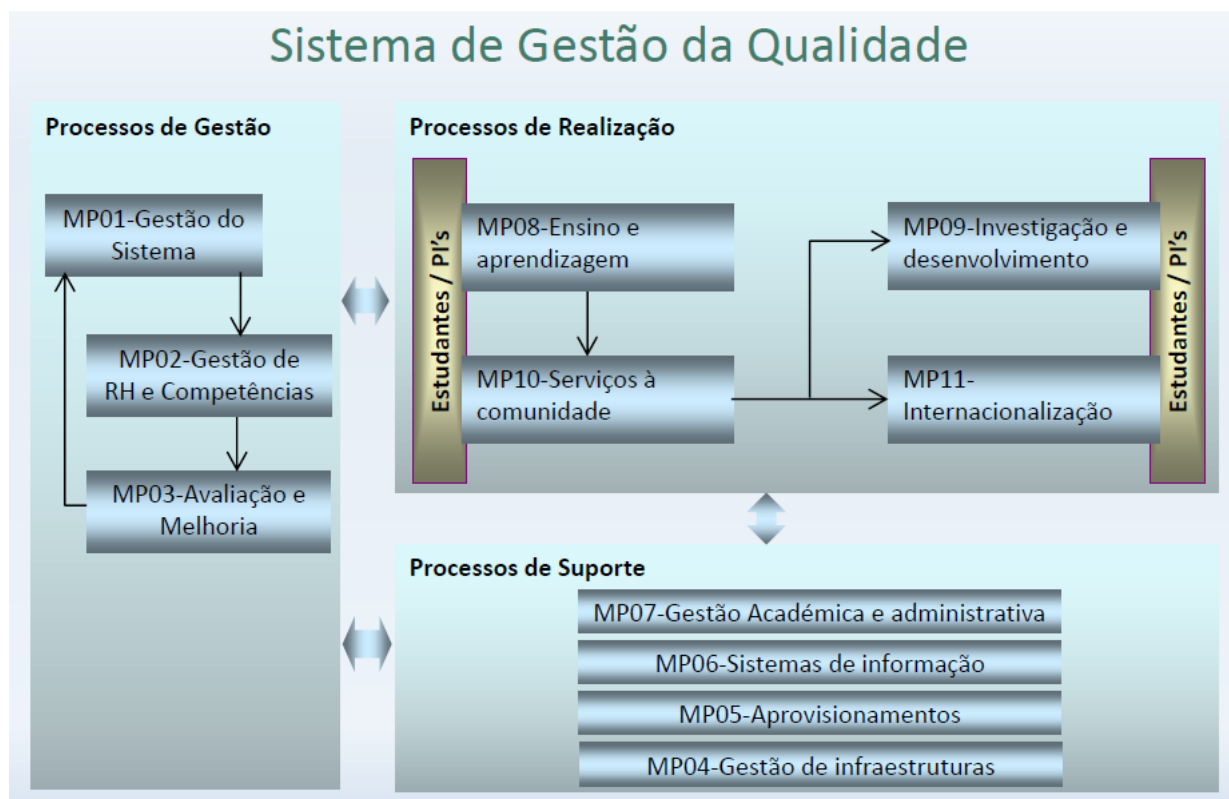 Sistema de Gestão da Qualidade
Processos de Gestão
MP01-Gestão do
Sistema
MP02-Gestão de
RH e Competências
MP03-Avaliação e
Melhoria
Processos de Realização
Estudantes / PI's
MP08-Ensino e
aprendizagem
MP10-Serviços à
comunidade
MP09-Investigação e
desenvolvimento
MP11-
Internacionalização
Estudantes / PI's
Processos de Suporte
MP07-Gestão Académica e administrativa
MP06-Sistemas de informação
MP05-Aprovisionamentos
MP04-Gestão de infraestruturas